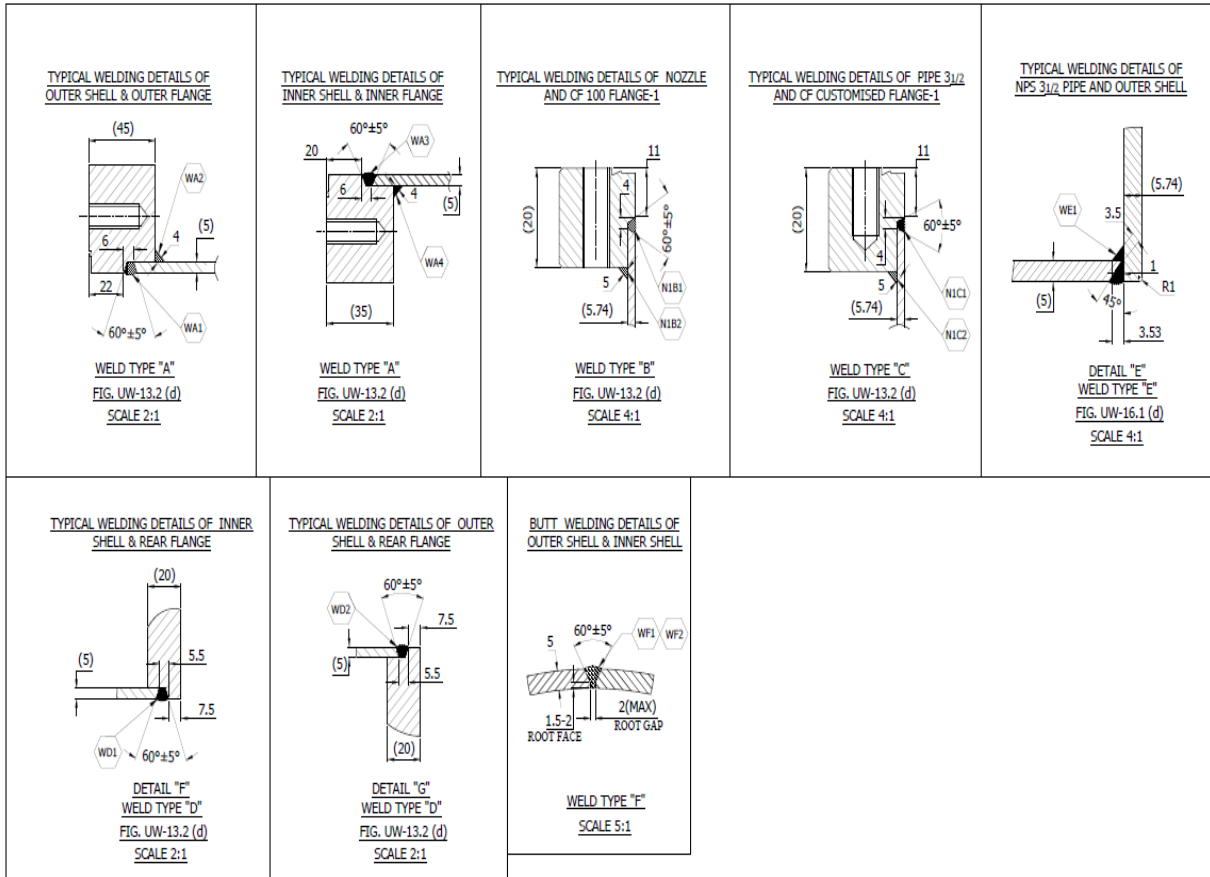 TYPICAL WELDING DETAILS OF
OUTER SHELL & OUTER FLANGE
(45)
WA2
6
4
(5)
22
60°±5°
WA1
WELD TYPE "A"
FIG. UW-13.2 (d)
SCALE 2:1
TYPICAL WELDING DETAILS OF
INNER SHELL & INNER FLANGE
60°±5°
WA3
20
6
4
(5)
WA4
(35)
WELD TYPE "A"
FIG. UW-13.2 (d)
SCALE 2:1
TYPICAL WELDING DETAILS OF NOZZLE
AND CF 100 FLANGE-1
11
4
(20)
60°±5°
5
N1B1
(5.74)
N1B2
WELD TYPE "B"
FIG. UW-13.2 (d)
SCALE 4:1
TYPICAL WELDING DETAILS OF PIPE 31/2
AND CF CUSTOMISED FLANGE-1
11
(20)
60°±5°
4
5
N1C1
(5.74)
N1C2
WELD TYPE "C"
FIG. UW-13.2 (d)
SCALE 4:1
TYPICAL WELDING DETAILS OF
NPS 31/2 PIPE AND OUTER SHELL
(5.74)
WE1
3.5
1
(5)
45°
R1
3.53
DETAIL "E"
WELD TYPE "E"
FIG. UW-16.1 (d)
SCALE 4:1
TYPICAL WELDING DETAILS OF INNER
SHELL & REAR FLANGE
(20)
(5)
5.5
7.5
WD1
60°±5°
DETAIL "F"
WELD TYPE "D"
FIG. UW-13.2 (d)
SCALE 2:1
TYPICAL WELDING DETAILS OF OUTER
SHELL & REAR FLANGE
60°±5°
WD2
7.5
(5)
5.5
(20)
DETAIL "G"
WELD TYPE "D"
FIG. UW-13.2 (d)
SCALE 2:1
BUTT WELDING DETAILS OF
OUTER SHELL & INNER SHELL
5
60°±5°
WF1
WF2
1.5-2
2(MAX)
ROOT FACE
ROOT GAP
WELD TYPE "F"
SCALE 5:1